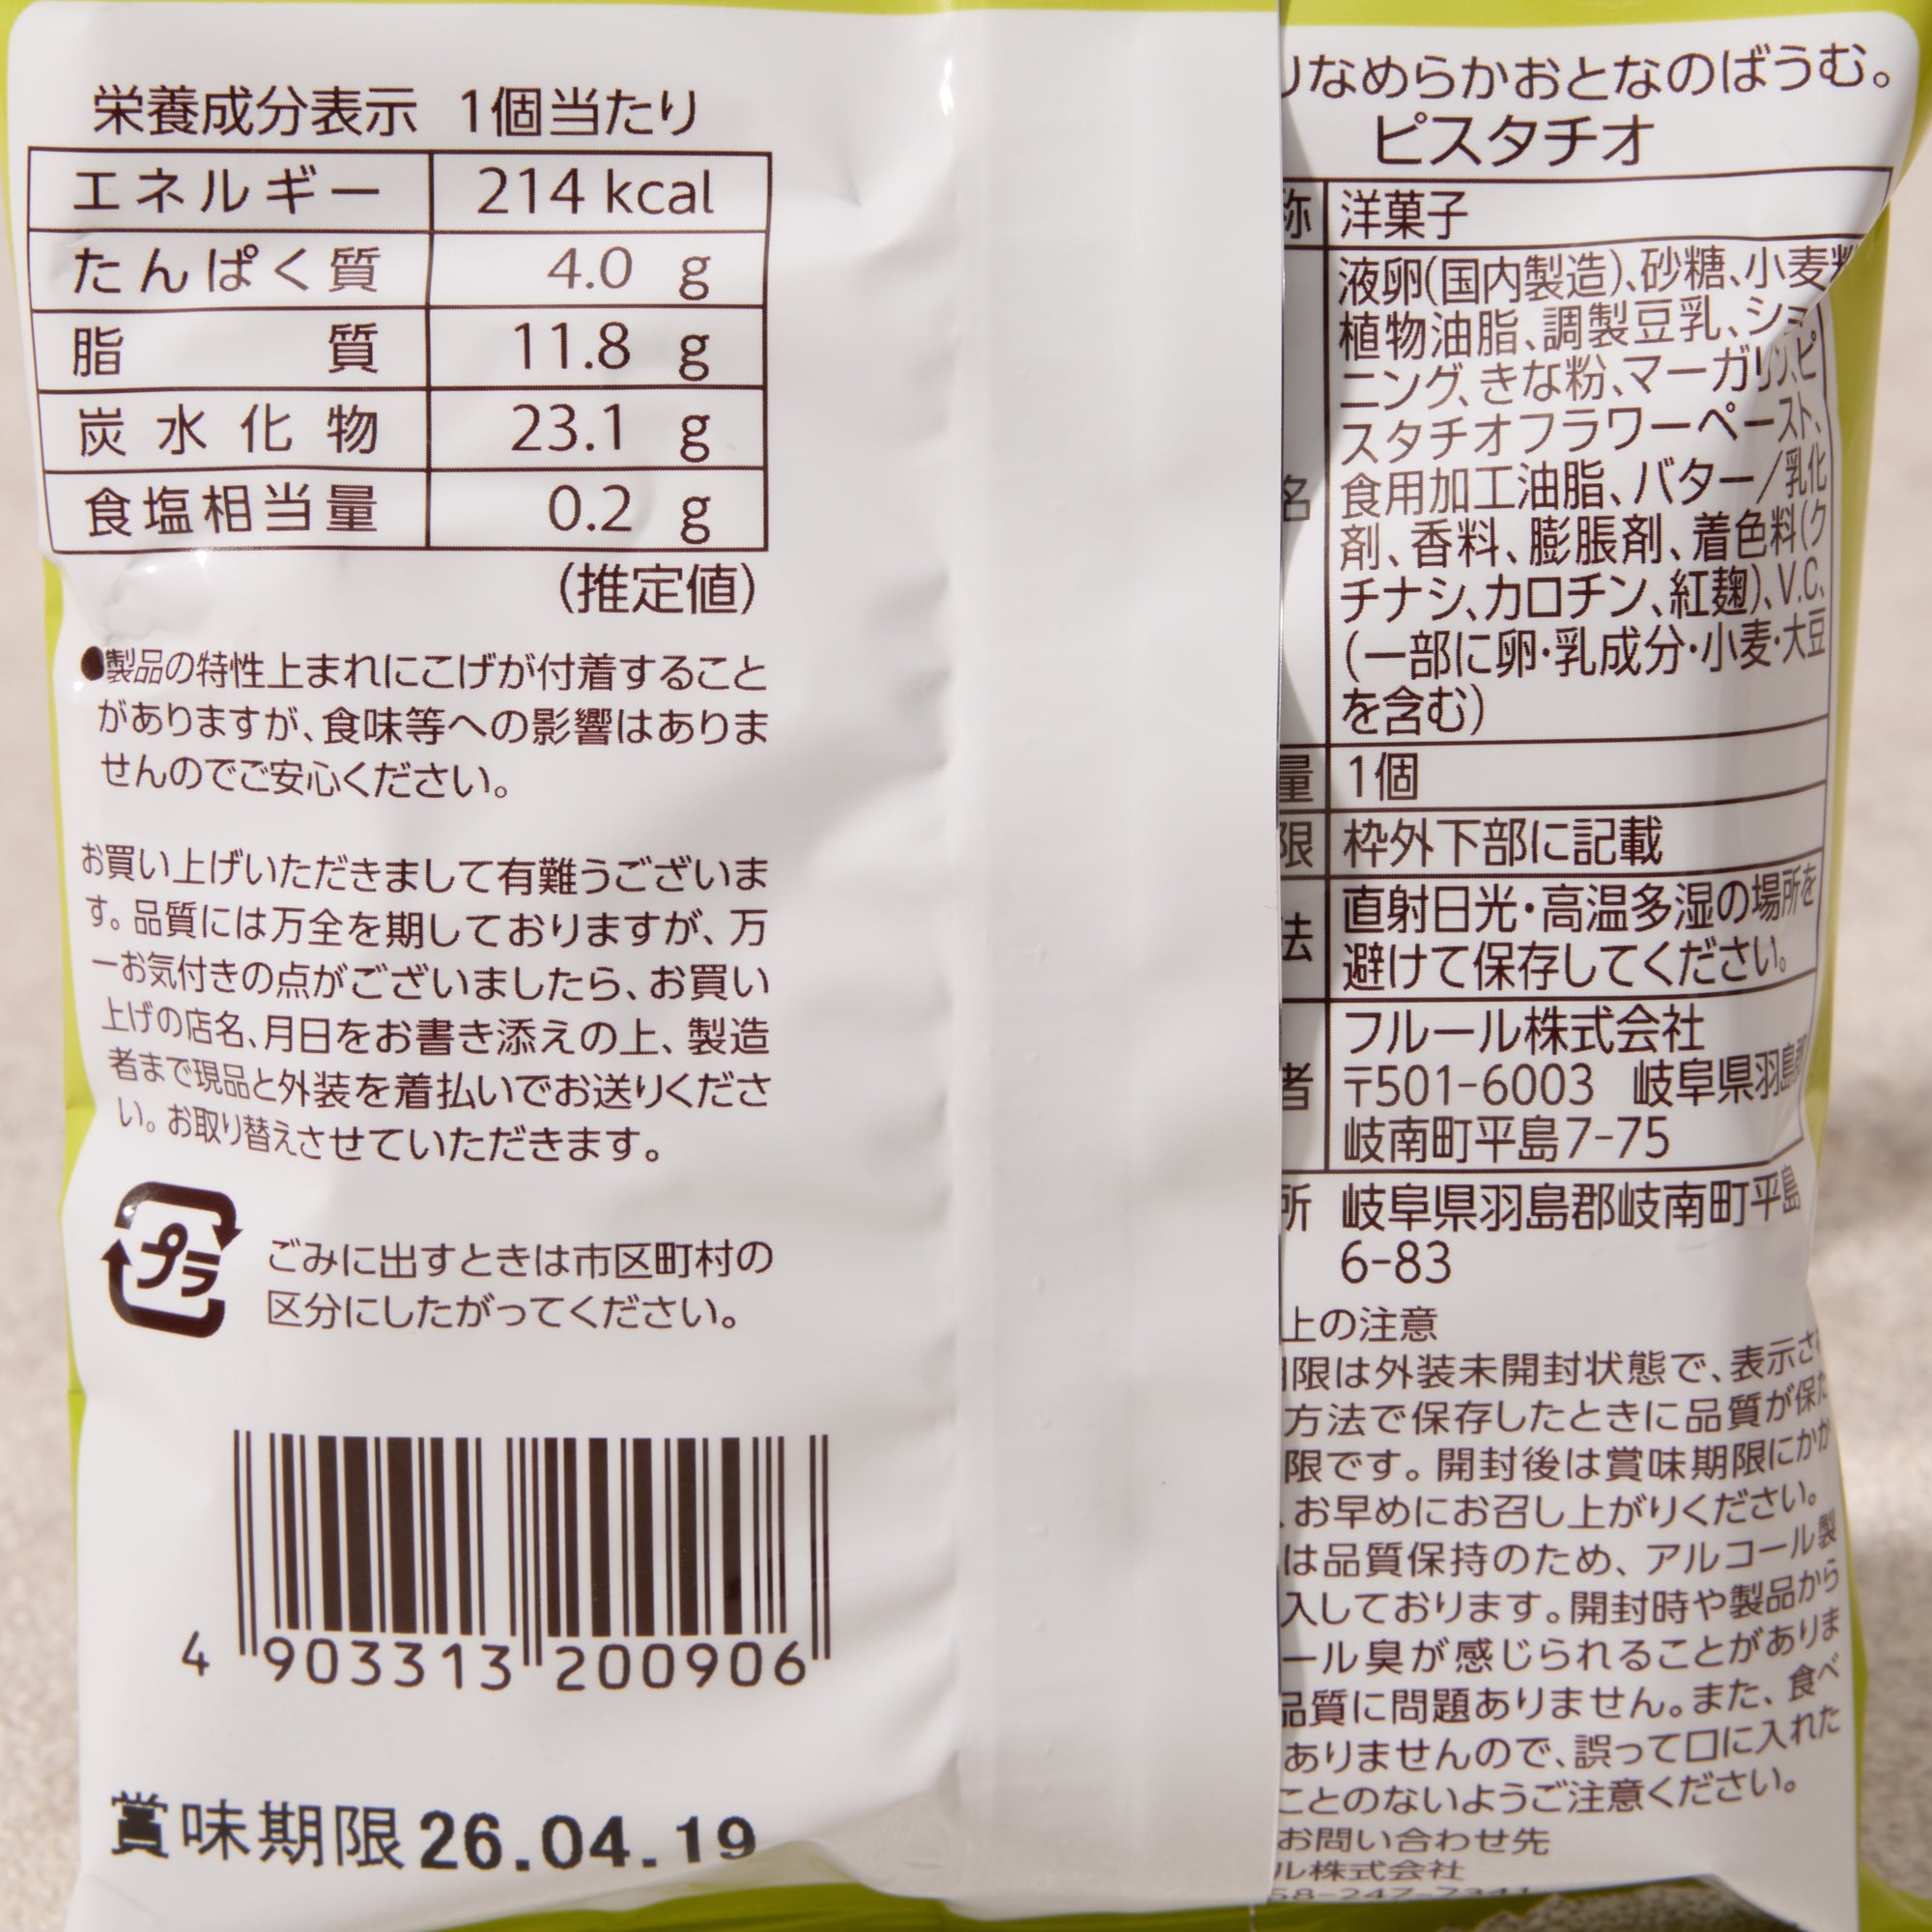 栄養成分表示 1個当たり
エネルギー 214 kcal
たんぱく質 4.0 g
脂質 11.8 g
炭水化物 23.1 g
食塩相当量 0.2 g
(推定値)
●製品の特性上まれにこげが付着すること
がありますが、食味等への影響はありま
せんのでご安心ください。
お買い上げいただきまして有難うございま
す。品質には万全を期しておりますが、万
一お気付きの点がございましたら、お買い
上げの店名、月日をお書き添えの上、製造
者まで現品と外装を着払いでお送りくださ
い。お取り替えさせていただきます。
プラ
ごみに出すときは市区町村の
区分にしたがってください。
4 903313 200906
賞味期限 26.04.19
りなめらかおとなのばうむ。
ピスタチオ
称 洋菓子
液卵(国内製造)、砂糖、小麦粉
植物油脂、調製豆乳、シミ
ニング、きな粉、マーガリン、ピ
スタチオフラワーペースト、
名 食用加工油脂、バター/乳化
剤、香料、膨脹剤、着色料(ク
チナシ、カロチン、紅麹)、V.C、
(一部に卵・乳成分・小麦・大豆
を含む)
量 1個
限 枠外下部に記載
直射日光・高温多湿の場所を
法 避けて保存してください。
フルール株式会社
者 〒501-6003 岐阜県羽島郡
岐南町平島7-75
所 岐阜県羽島郡岐南町平島
6-83
上の注意
限は外装未開封状態で、表示さ
方法で保存したときに品質が保た
限です。開封後は賞味期限にかか
、お早めにお召し上がりください。
は品質保持のため、アルコール製
入しております。開封時や製品から
ール臭が感じられることがありま
品質に問題ありません。また、食べ
ありませんので、誤って口に入れた
ことのないようご注意ください。
お問い合わせ先
ル株式会社
58-247-7341